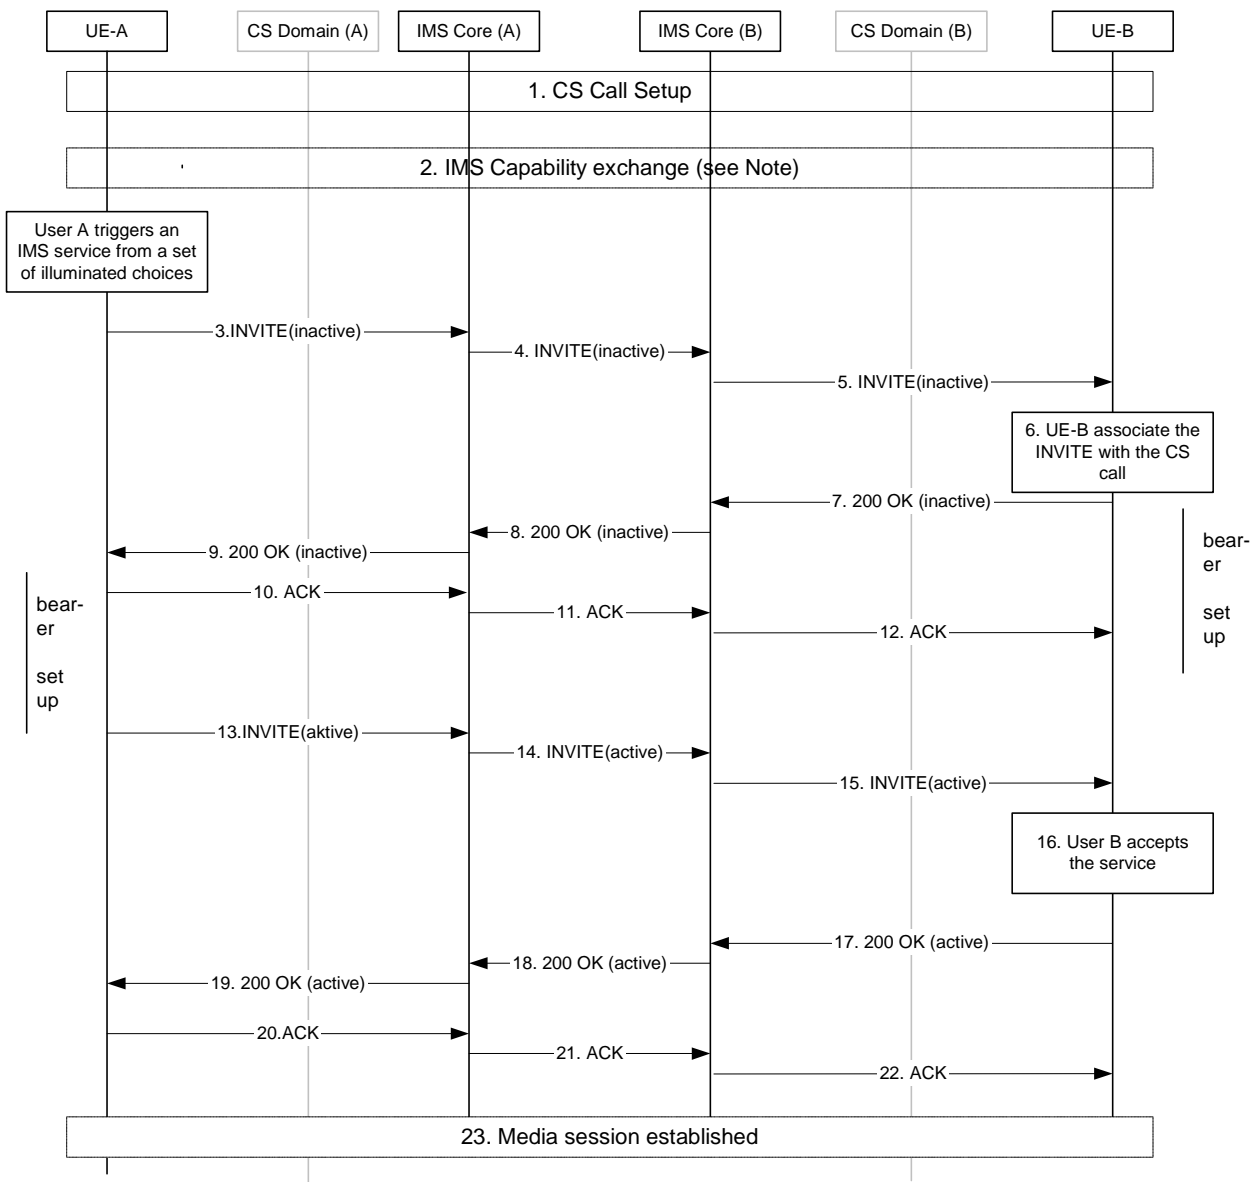 UE-A
CS Domain (A)
IMS Core (A)
IMS Core (B)
CS Domain (B)
UE-B
1. CS Call Setup
2. IMS Capability exchange (see Note)
User A triggers an
IMS service from a set
of illuminated choices
3.INVITE(inactive)
4. INVITE(inactive)
5. INVITE(inactive)
6. UE-B associate the
INVITE with the CS
call
7. 200 OK (inactive)
8. 200 OK (inactive)
9. 200 OK (inactive)
bear-
er
set
up
10. ACK
11. ACK
12. ACK
bear-
er
set
up
13.INVITE(aktive)
14. INVITE(active)
15. INVITE(active)
16. User B accepts
the service
17. 200 OK (active)
18. 200 OK (active)
19. 200 OK (active)
20.ACK
21. ACK
22. ACK
23. Media session established